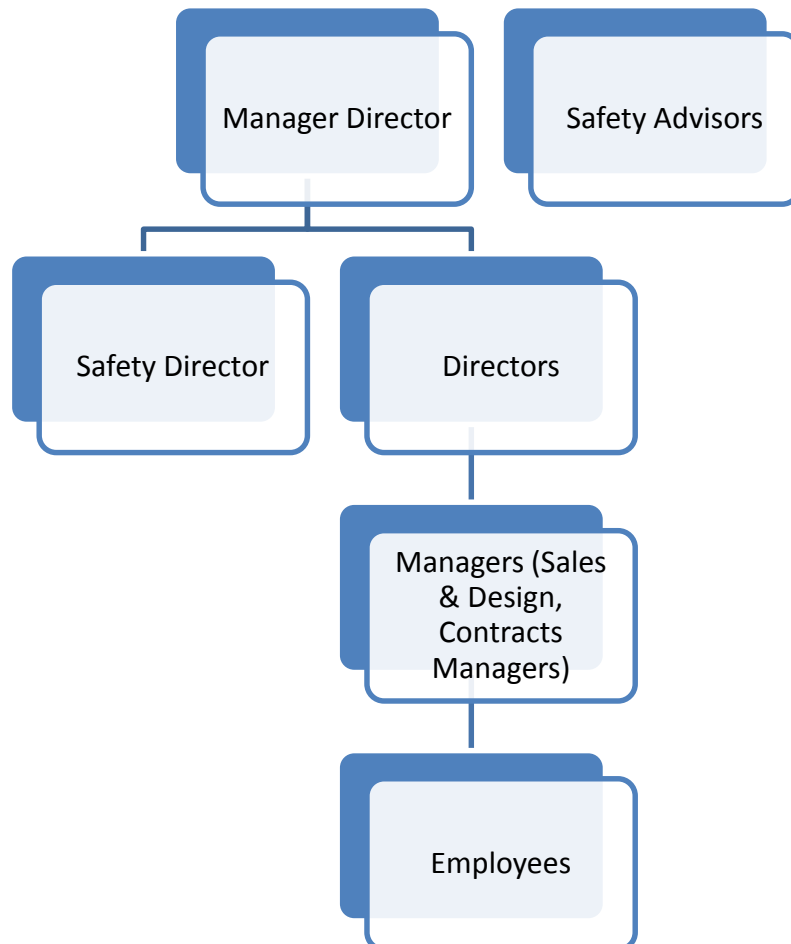 Manager Director
Safety Advisors
Safety Director
Directors
Managers (Sales
& Design,
Contracts
Managers)
Employees